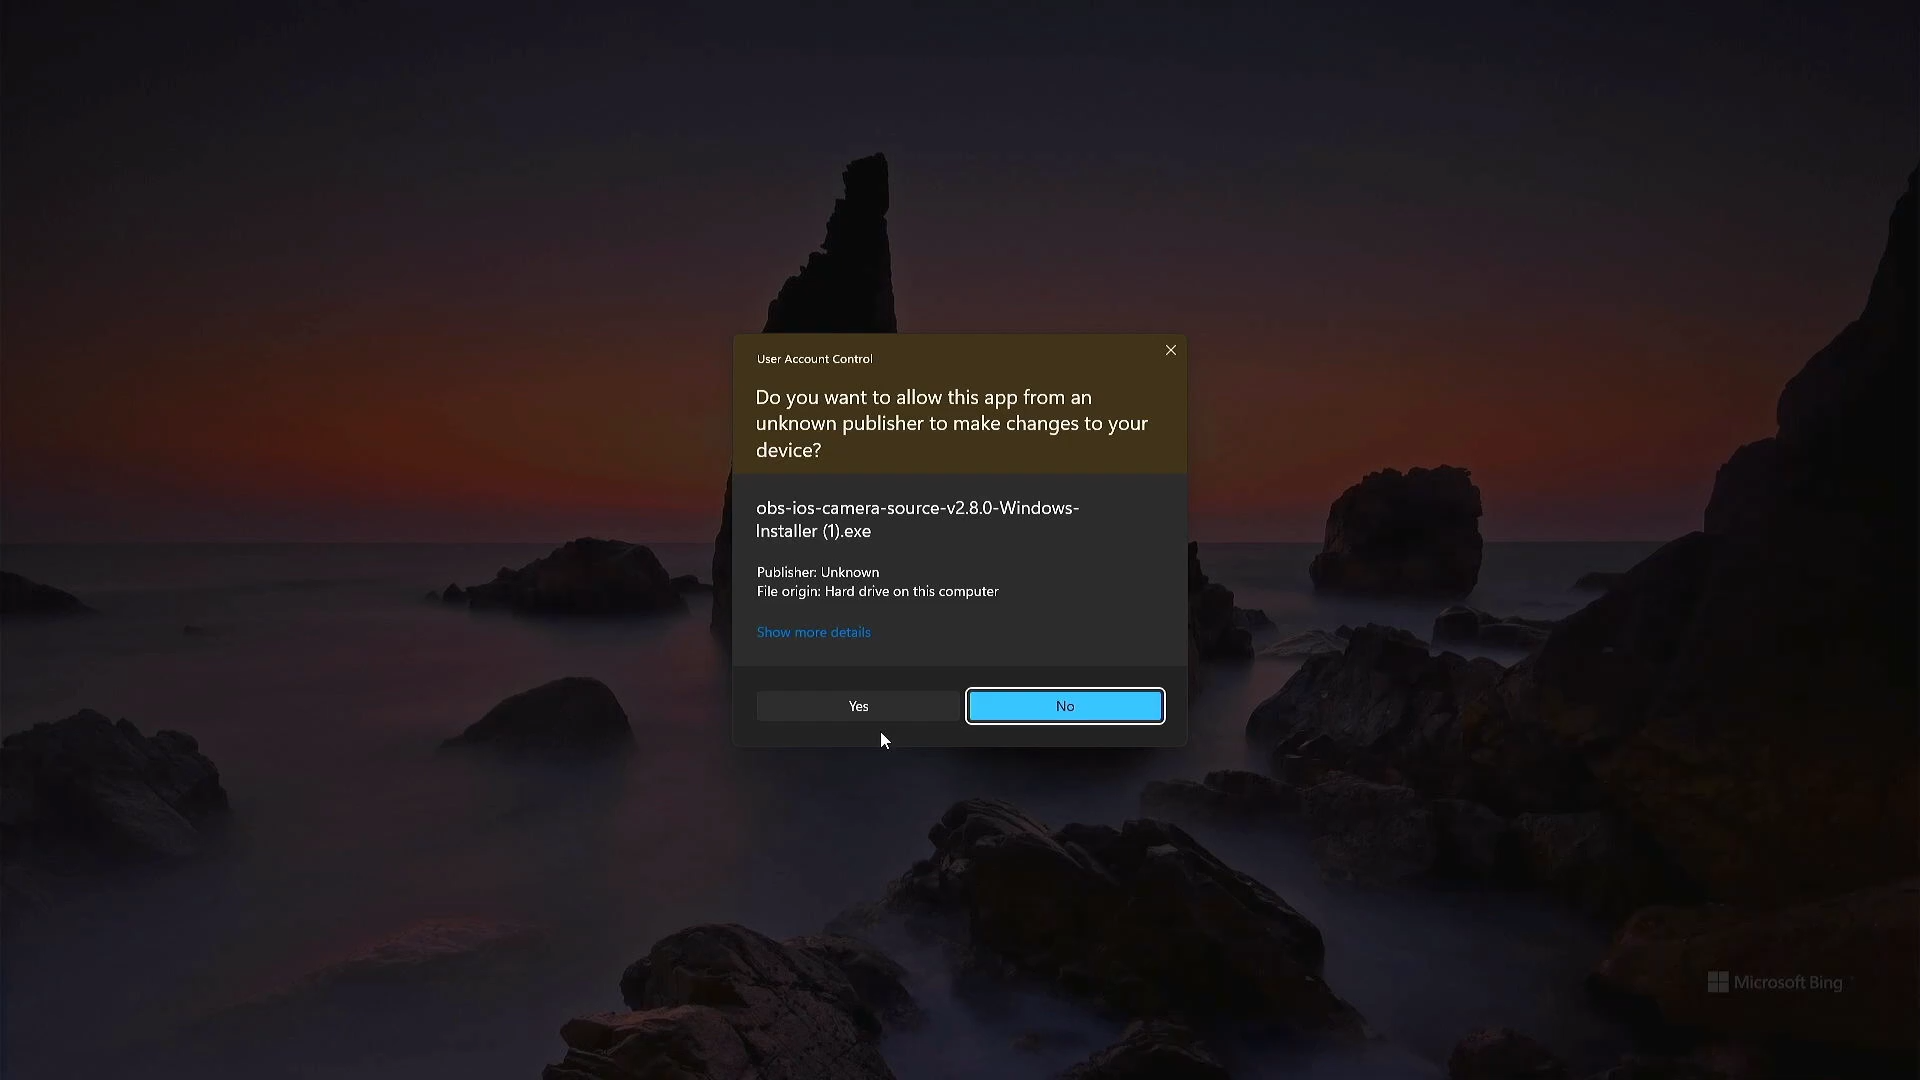 User Account Control
Do you want to allow this app from an
unknown publisher to make changes to your
device?
obs-ios-camera-source-v2.8.0-Windows-
Installer (1).exe
Publisher: Unknown
File origin: Hard drive on this computer
Show more details
Yes
No
Microsoft Bing